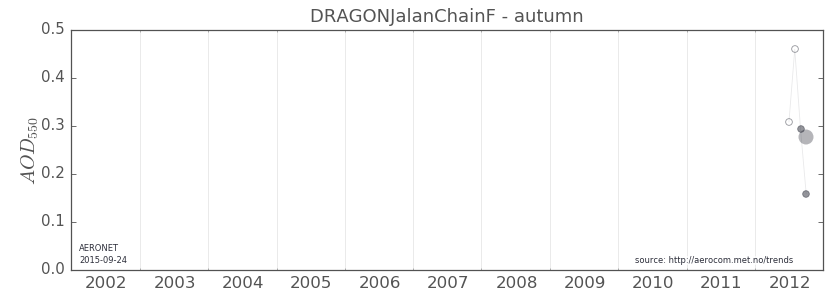 DRAGONJalanChainF - autumn
0.5
0.4
0.3
0.2
0.1
0.0
AOD550
AERONET
2015-09-24
source: http://aerocom.met.no/trends
2002 2003 2004 2005 2006 2007 2008 2009 2010 2011 2012